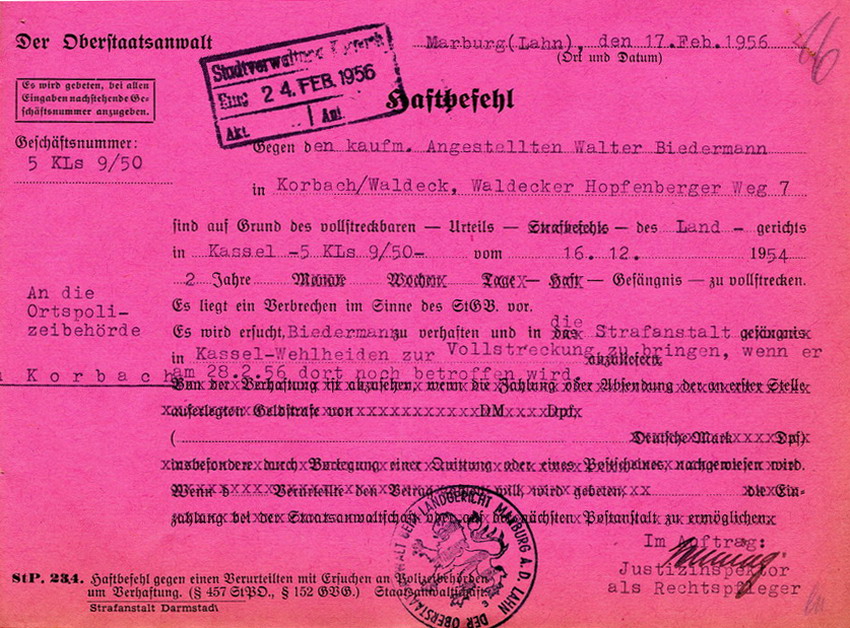 Der Oberstaatsanwalt
Marburg(Lahn), den 17.Feb.1956
(Ort und Datum)
66
Es wird gebeten, bei allen
Eingaben nachstehende Ge-
schäftsnummer anzugeben.
Stadtverwaltung
Eing 24. FEB. 1956
Akt. Anl.
Haftbefehl
Geschäftsnummer:
5 KLs 9/50
Gegen den kaufm. Angestellten Walter Biedermann
in Korbach/Waldeck, Waldecker Hopfenberger Weg 7
sind auf Grund des vollstreckbaren — Urteils — Strafbefehls — des Land - gerichts
in Kassel -5 KLs 9/50- vom 16. 12. 1954
2 Jahre Monate Wochen Tage — Haft — Gefängnis — zu vollstrecken.
Es liegt ein Verbrechen im Sinne des StGB. vor.
An die
Ortspoli-
zeibehörde
Korbach
Es wird ersucht, Biedermann zu verhaften und in das die Strafanstalt gefängnis
in Kassel-Wehlheiden zur Vollstreckung zu bringen, wenn er
abzuliefern.
am 28.2.56 dort noch betroffen wird.
Von der Verhaftung ist abzusehen, wenn die Zahlung oder Absendung der an erster Stelle
auferlegten Geldstrafe von DM Dpf.
( Deutsche Mark Dpf)
insbesondere durch Vorlegung einer Quittung oder eines Postscheines, nachgewiesen wird.
Wenn d Verurteilte den Betrag will, wird gebeten, die Ein-
zahlung bei der Staatsanwaltschaft oder auf der nächsten Postanstalt zu ermöglichen.
DER OBERSTAATSANWALT BEIM LANDGERICHT MARBURG A.D. LAHN
3
Im Auftrag:
Justizinspektor
als Rechtspfleger
StP. 234. Haftbefehl gegen einen Verurteilten mit Ersuchen an Polizeibehörden
um Verhaftung. (§ 457 StPO., § 152 GVG.) Staatsanwaltschaft.
Strafanstalt Darmstadt